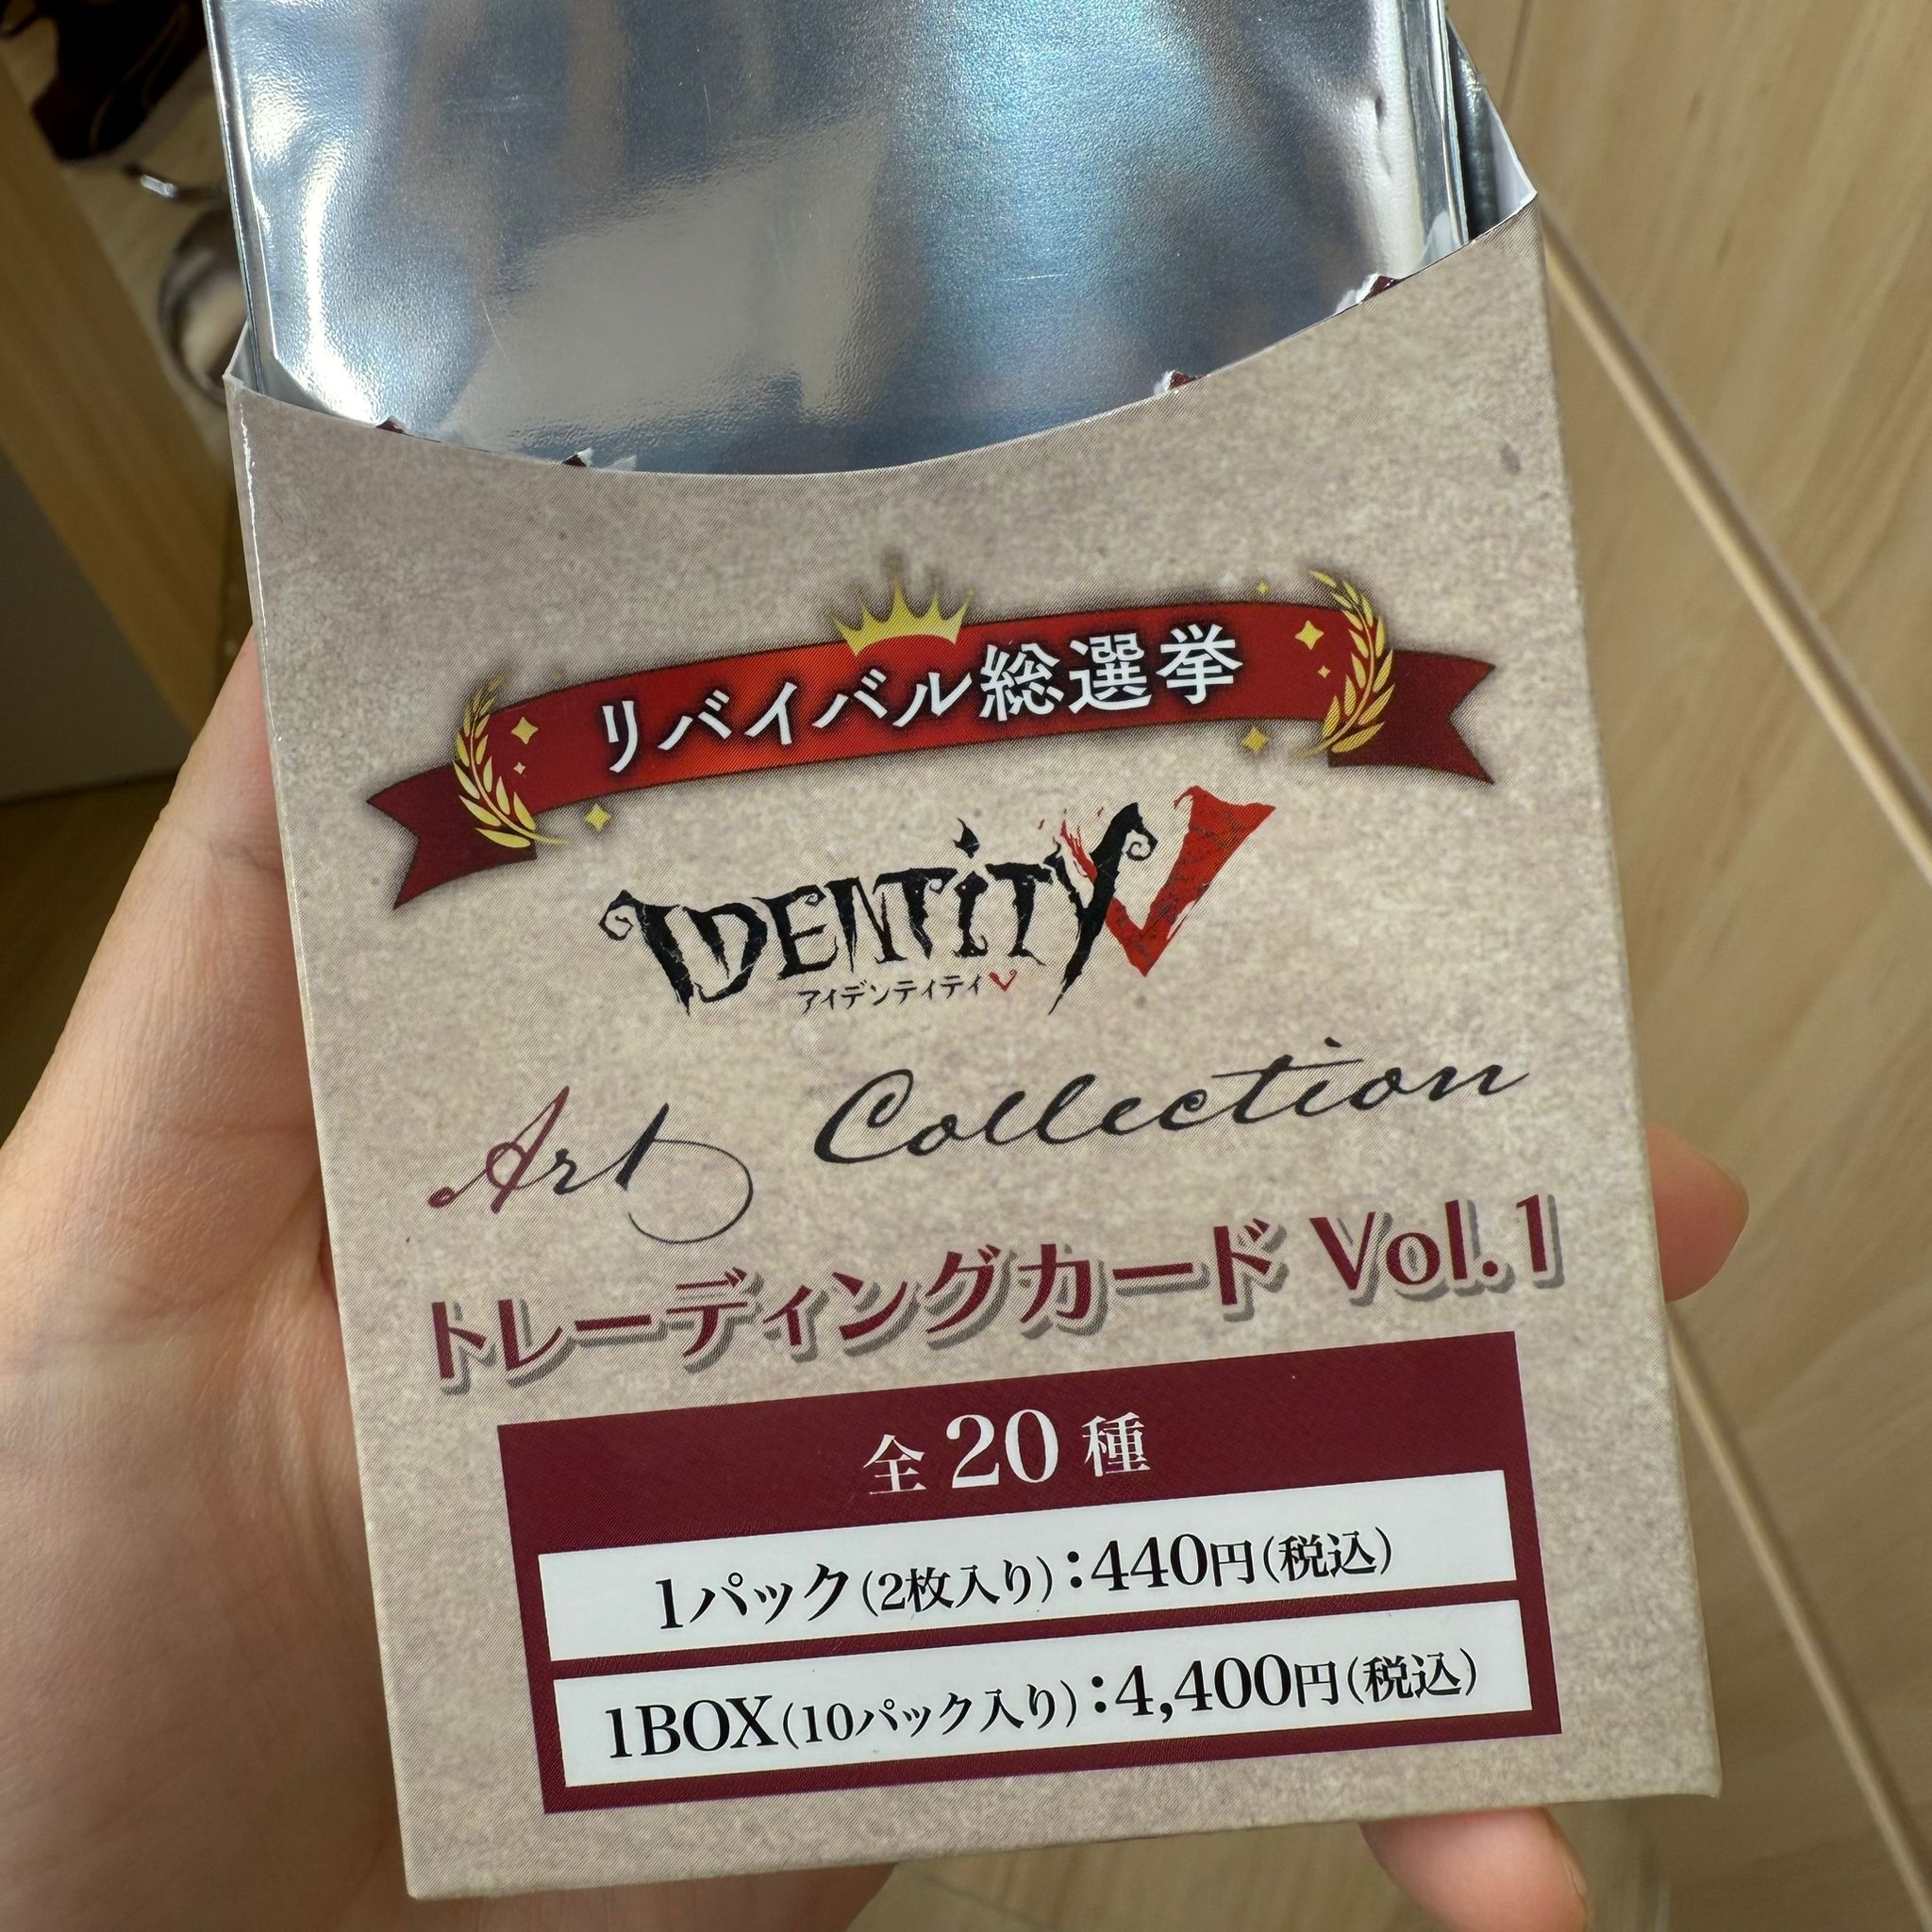 リバイバル総選挙
IDENTITY V
アイデンティティV
Art Collection
トレーディングカード Vol.1
全20種
1パック(2枚入り):440円(税込)
1BOX(10パック入り):4,400円(税込)